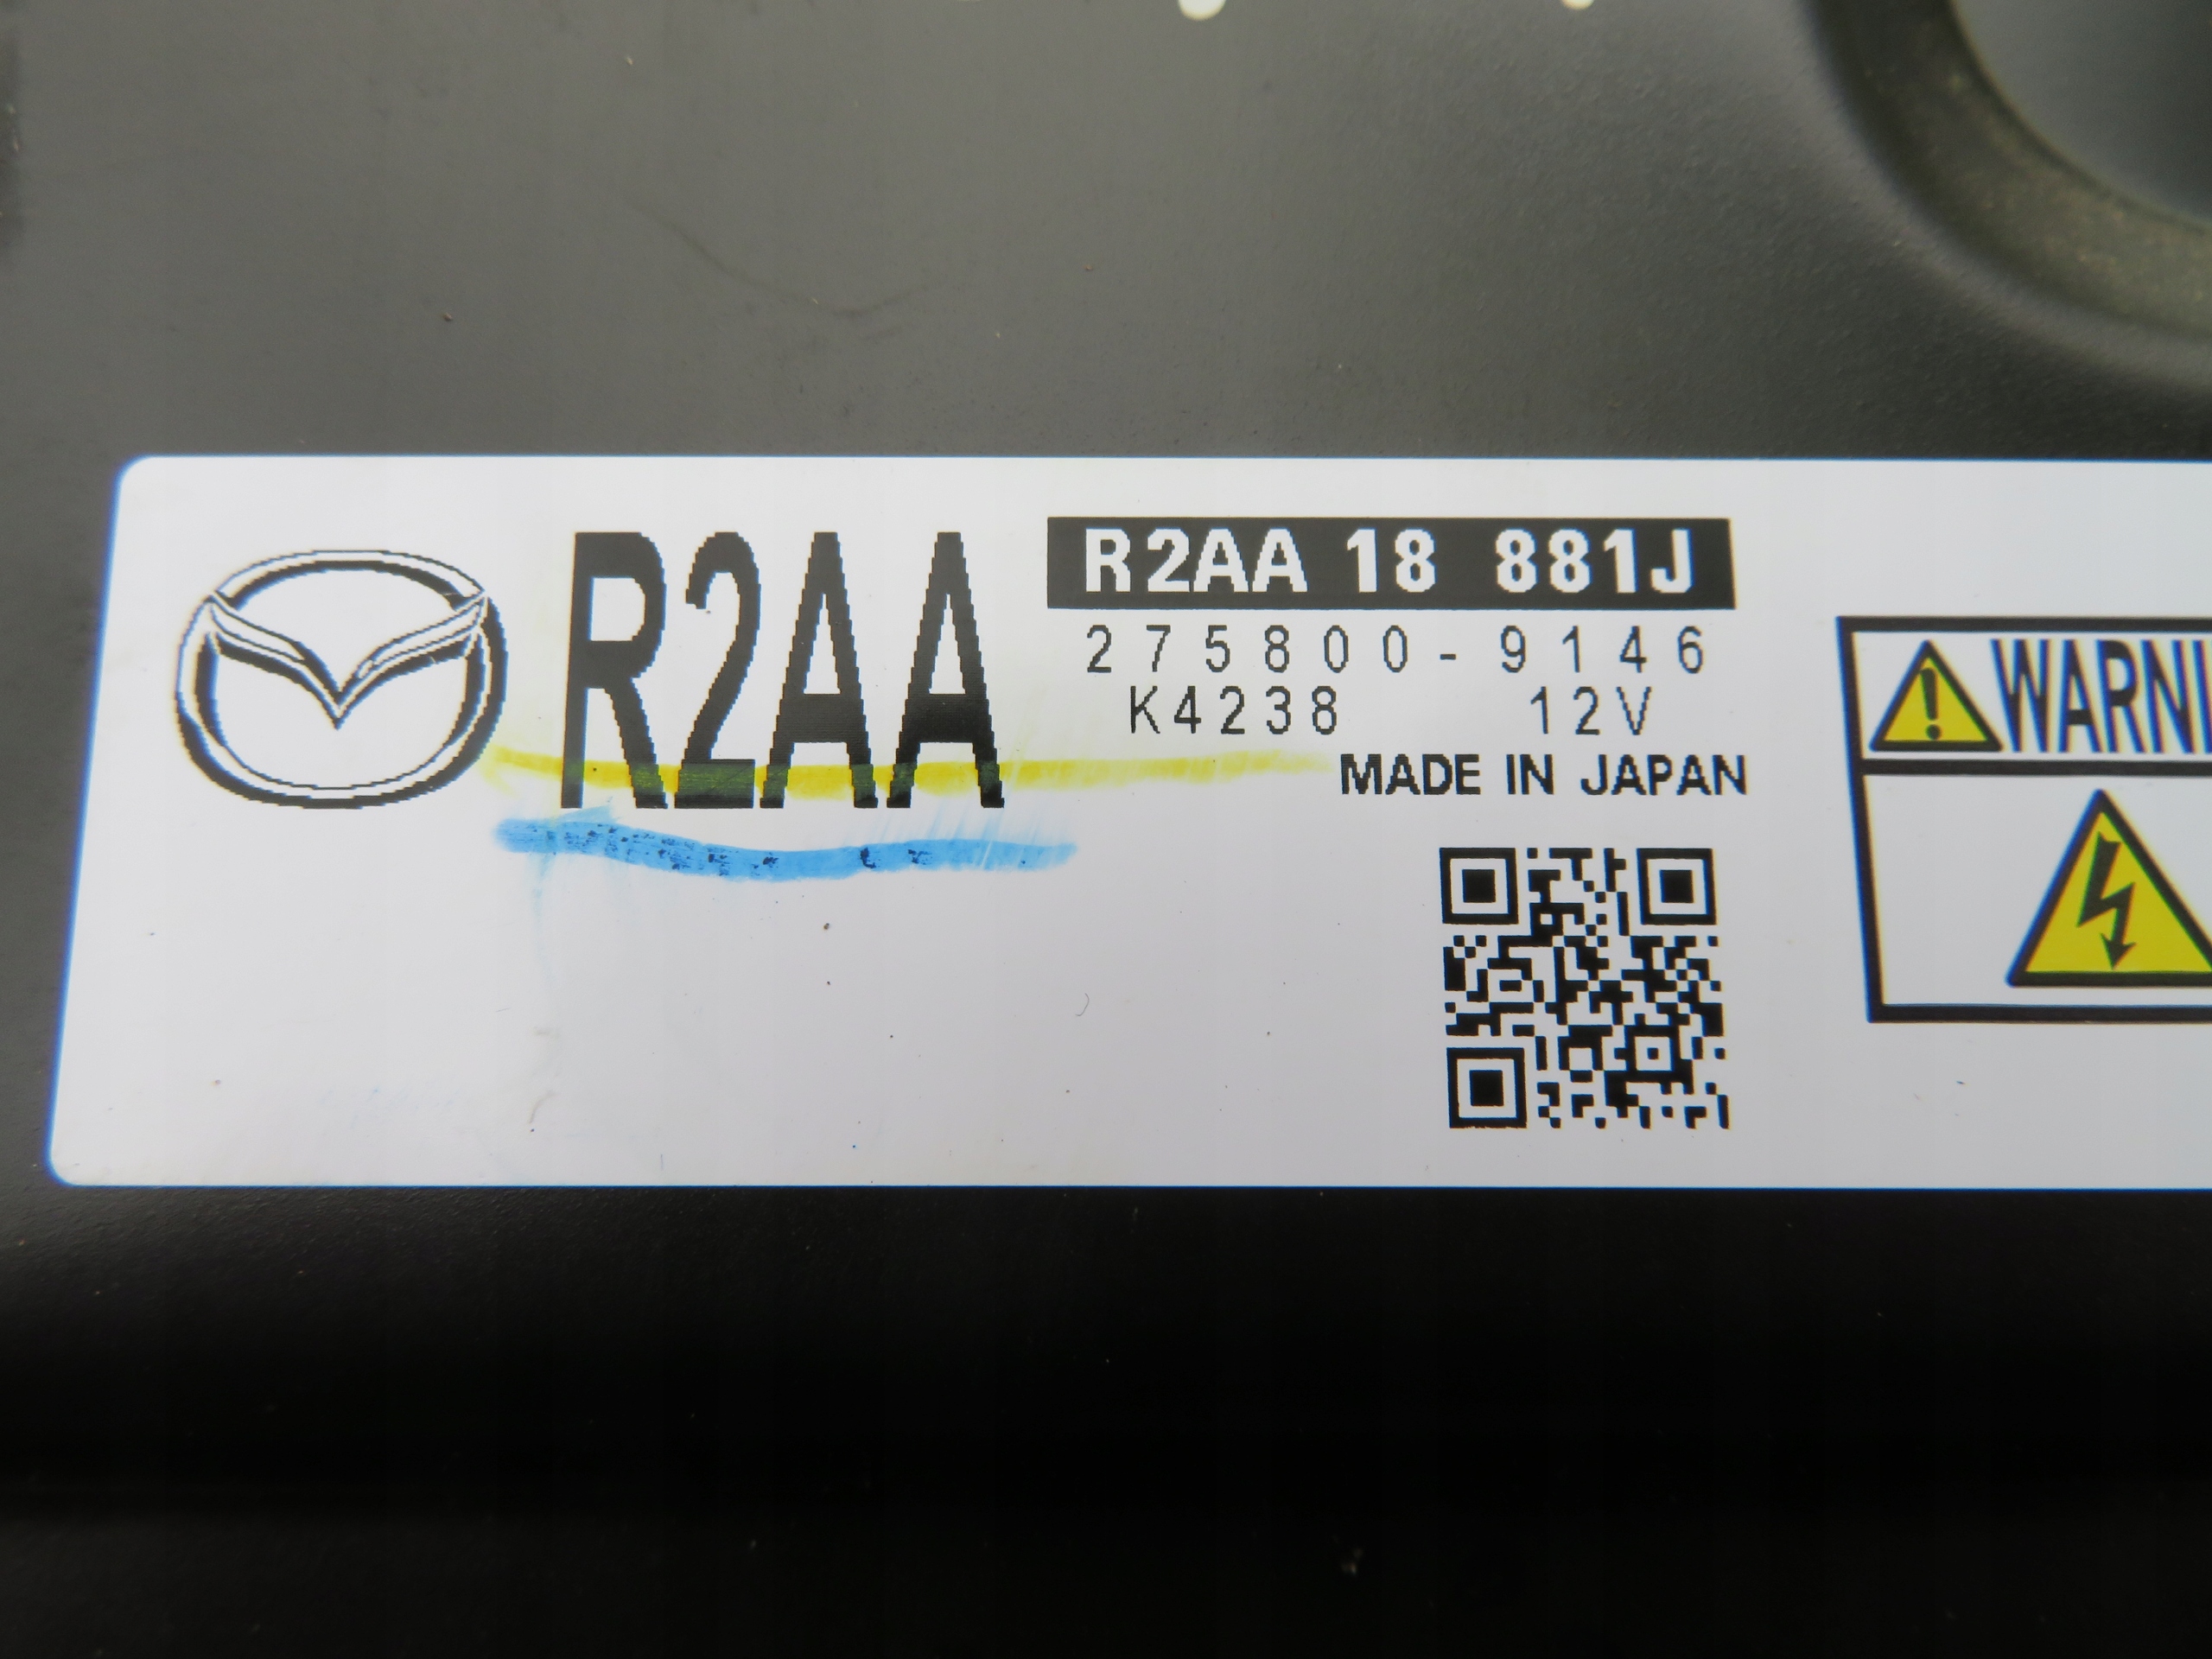 R2AA
R2AA 18 881J
275800-9146
K4238 12V
MADE IN JAPAN
WARNI